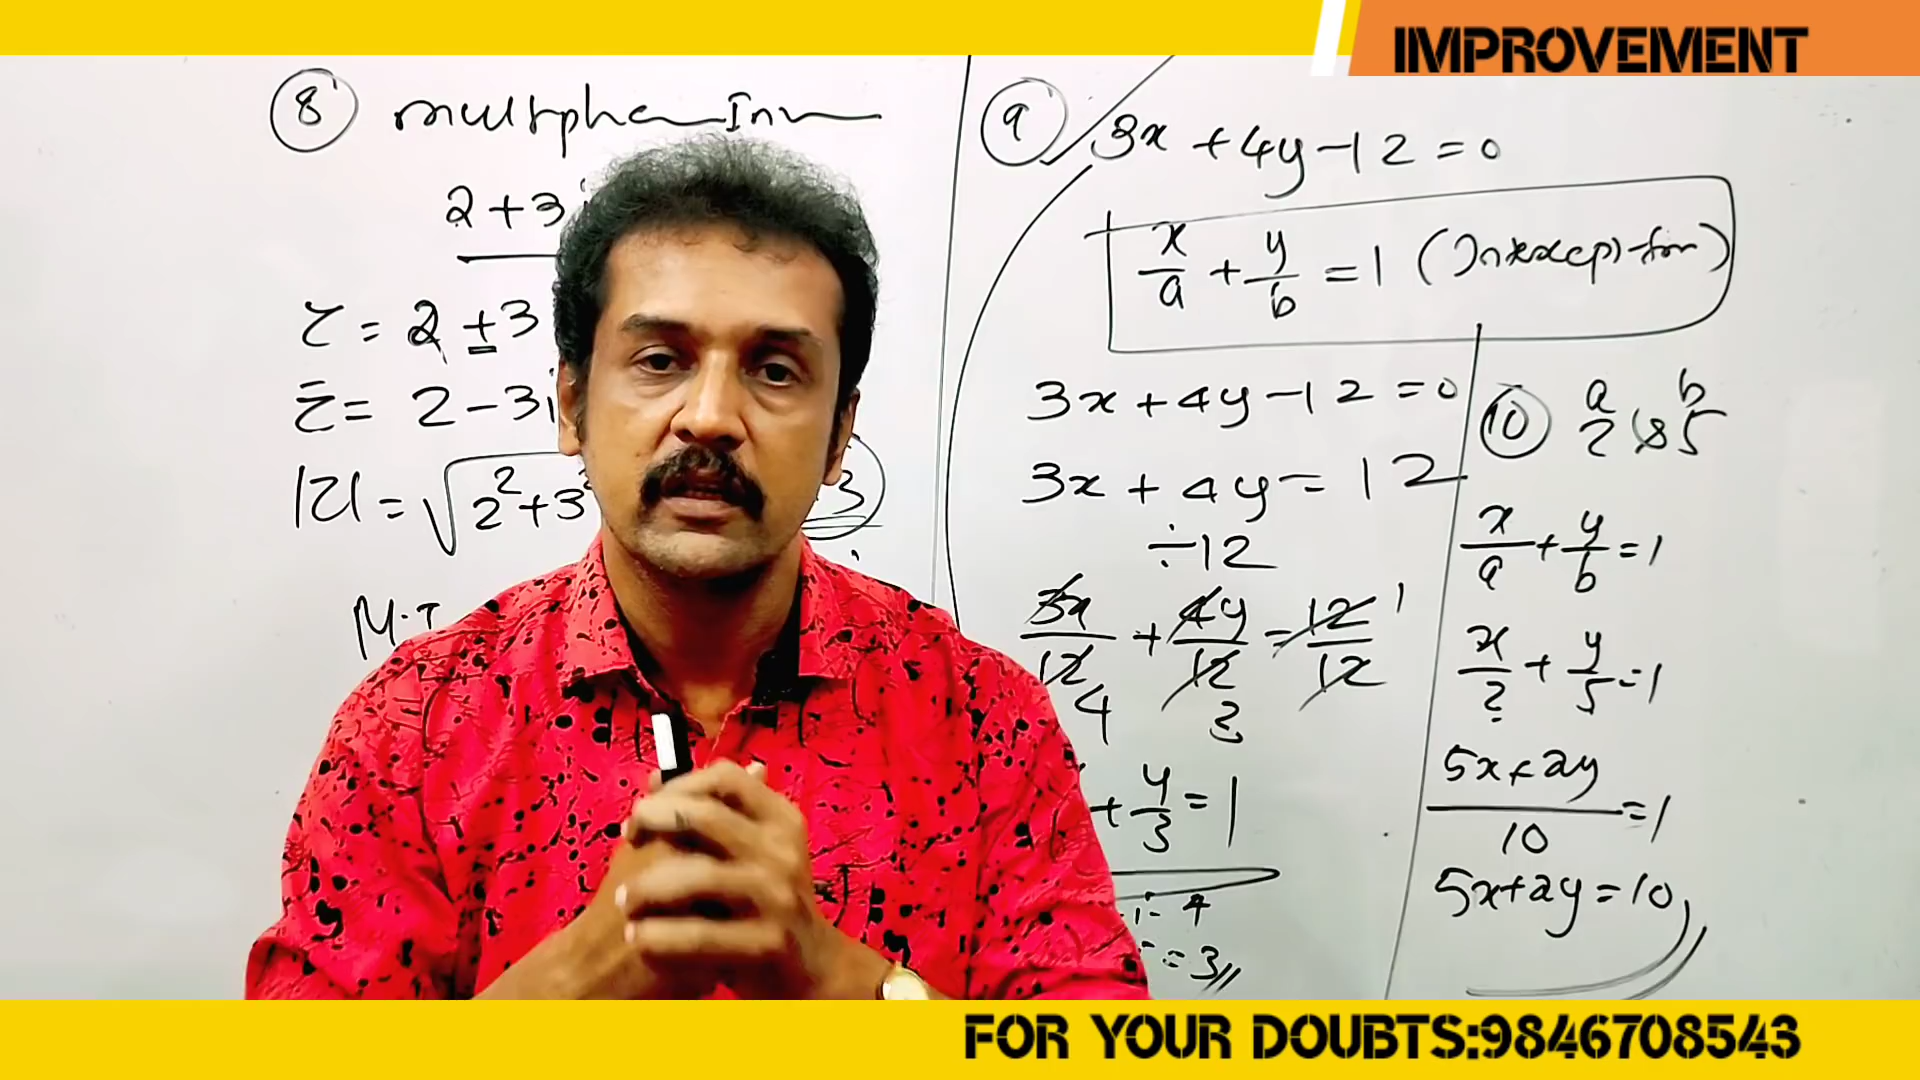 IMPROVEMENT
8
2+3i
z = 2 + 3
z̄ = 2 - 3i
|z| = √2² + 3²
3
M.I
9 3x + 4y - 12 = 0
x/a + y/b = 1 (Intercept form)
3x + 4y - 12 = 0
3x + 4y = 12
÷12
3x/12 + 4y/12 = 12/12 1
4 3
+ y/3 = 1
= 4
= 3//
10 a b
2 & 5
x/a + y/b = 1
x/2 + y/5 = 1
5x + 2y/10 = 1
5x + 2y = 10
FOR YOUR DOUBTS:9846708543